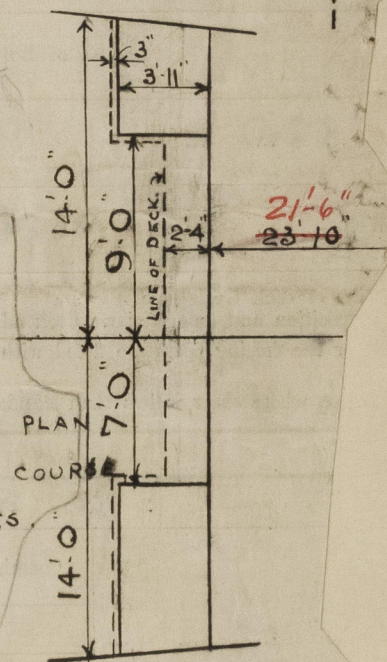 3"
3'-11"
14'-0"
9'-0"
LINE OF DECK.
2'-4"
21'-6"
23'-10"
PLAN
7'-0"
COURSE
S.
14'-0"